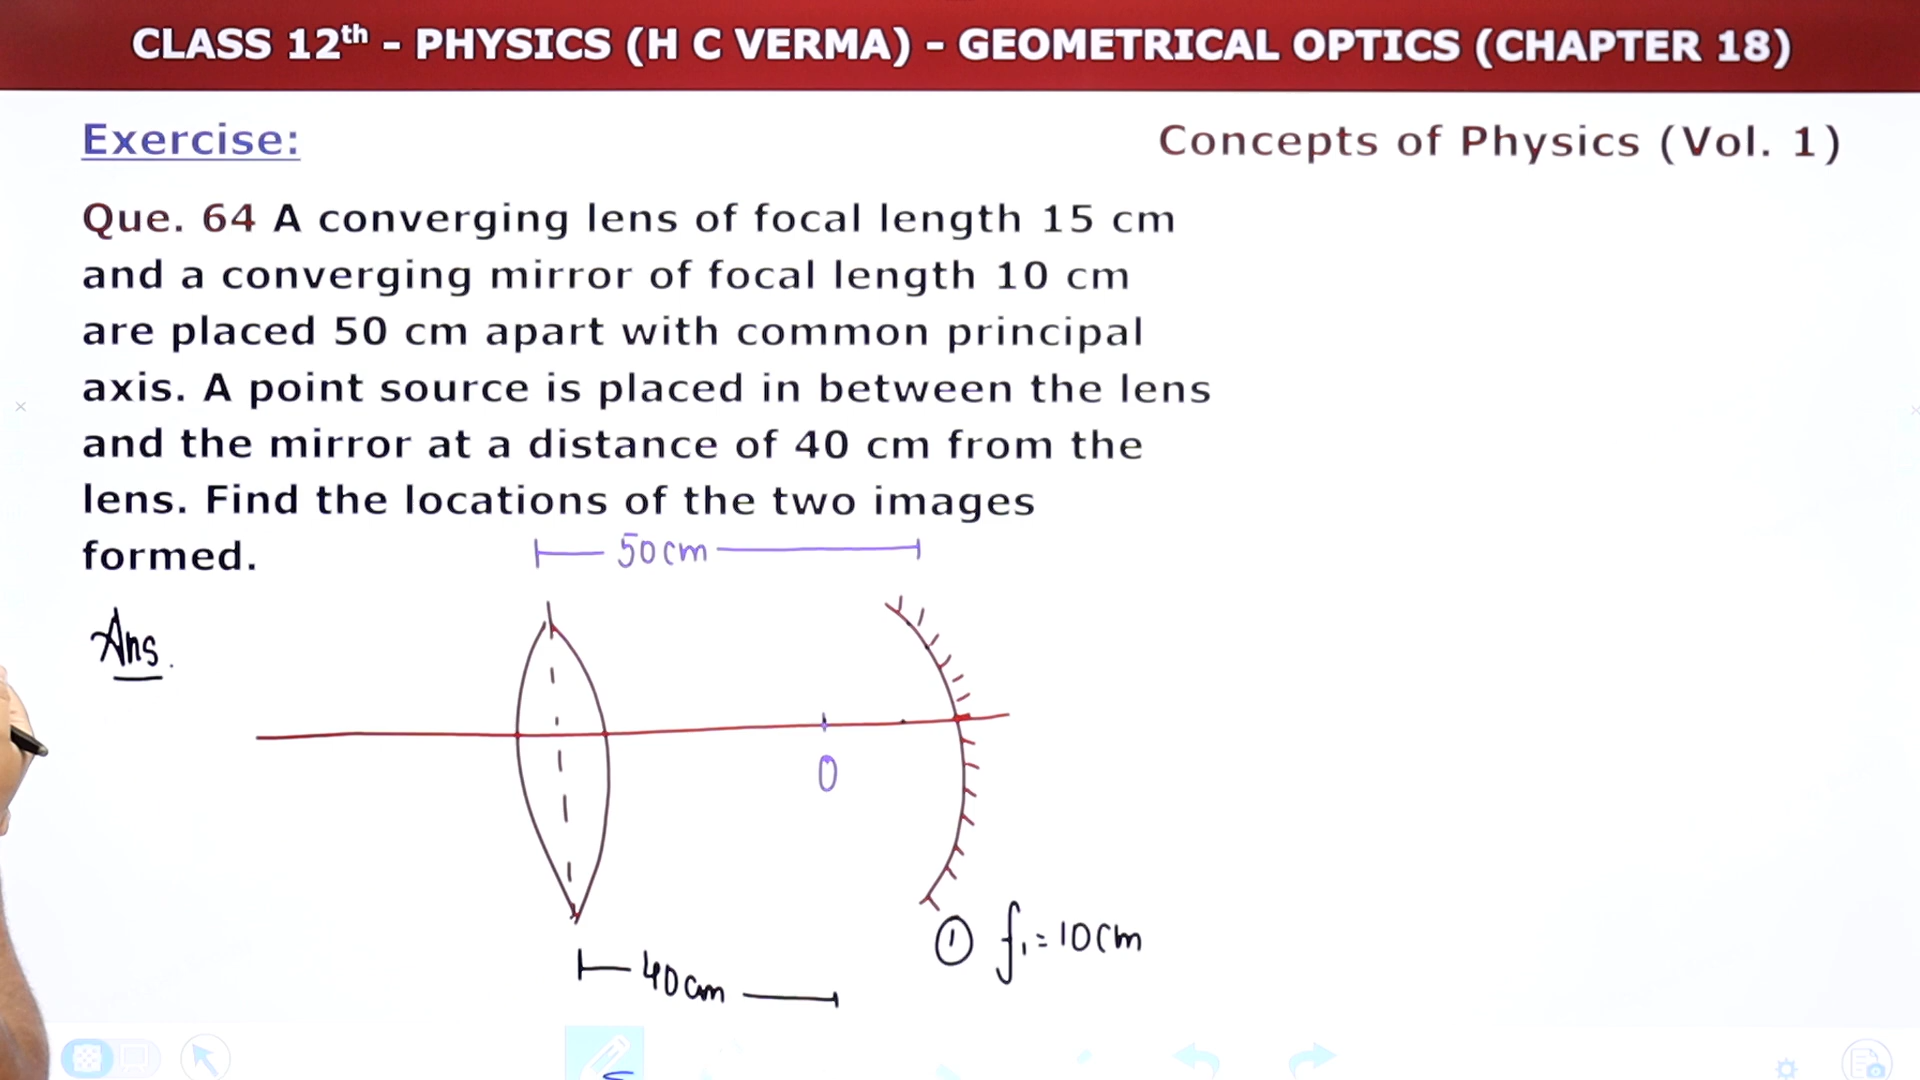 CLASS 12th - PHYSICS (H C VERMA) - GEOMETRICAL OPTICS (CHAPTER 18)
Exercise:
Concepts of Physics (Vol. 1)
Que. 64 A converging lens of focal length 15 cm
and a converging mirror of focal length 10 cm
are placed 50 cm apart with common principal
axis. A point source is placed in between the lens
and the mirror at a distance of 40 cm from the
lens. Find the locations of the two images
formed.
50cm
Ans.
O
① f₁ = 10cm
40cm